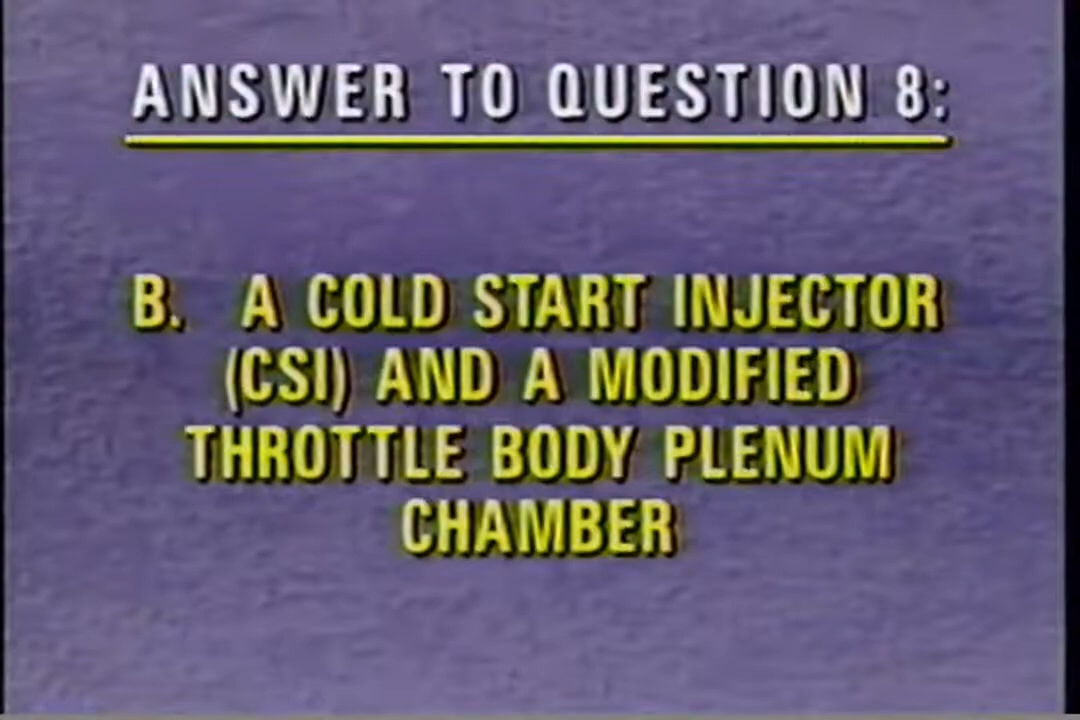 ANSWER TO QUESTION 8:
B. A COLD START INJECTOR
(CSI) AND A MODIFIED
THROTTLE BODY PLENUM
CHAMBER